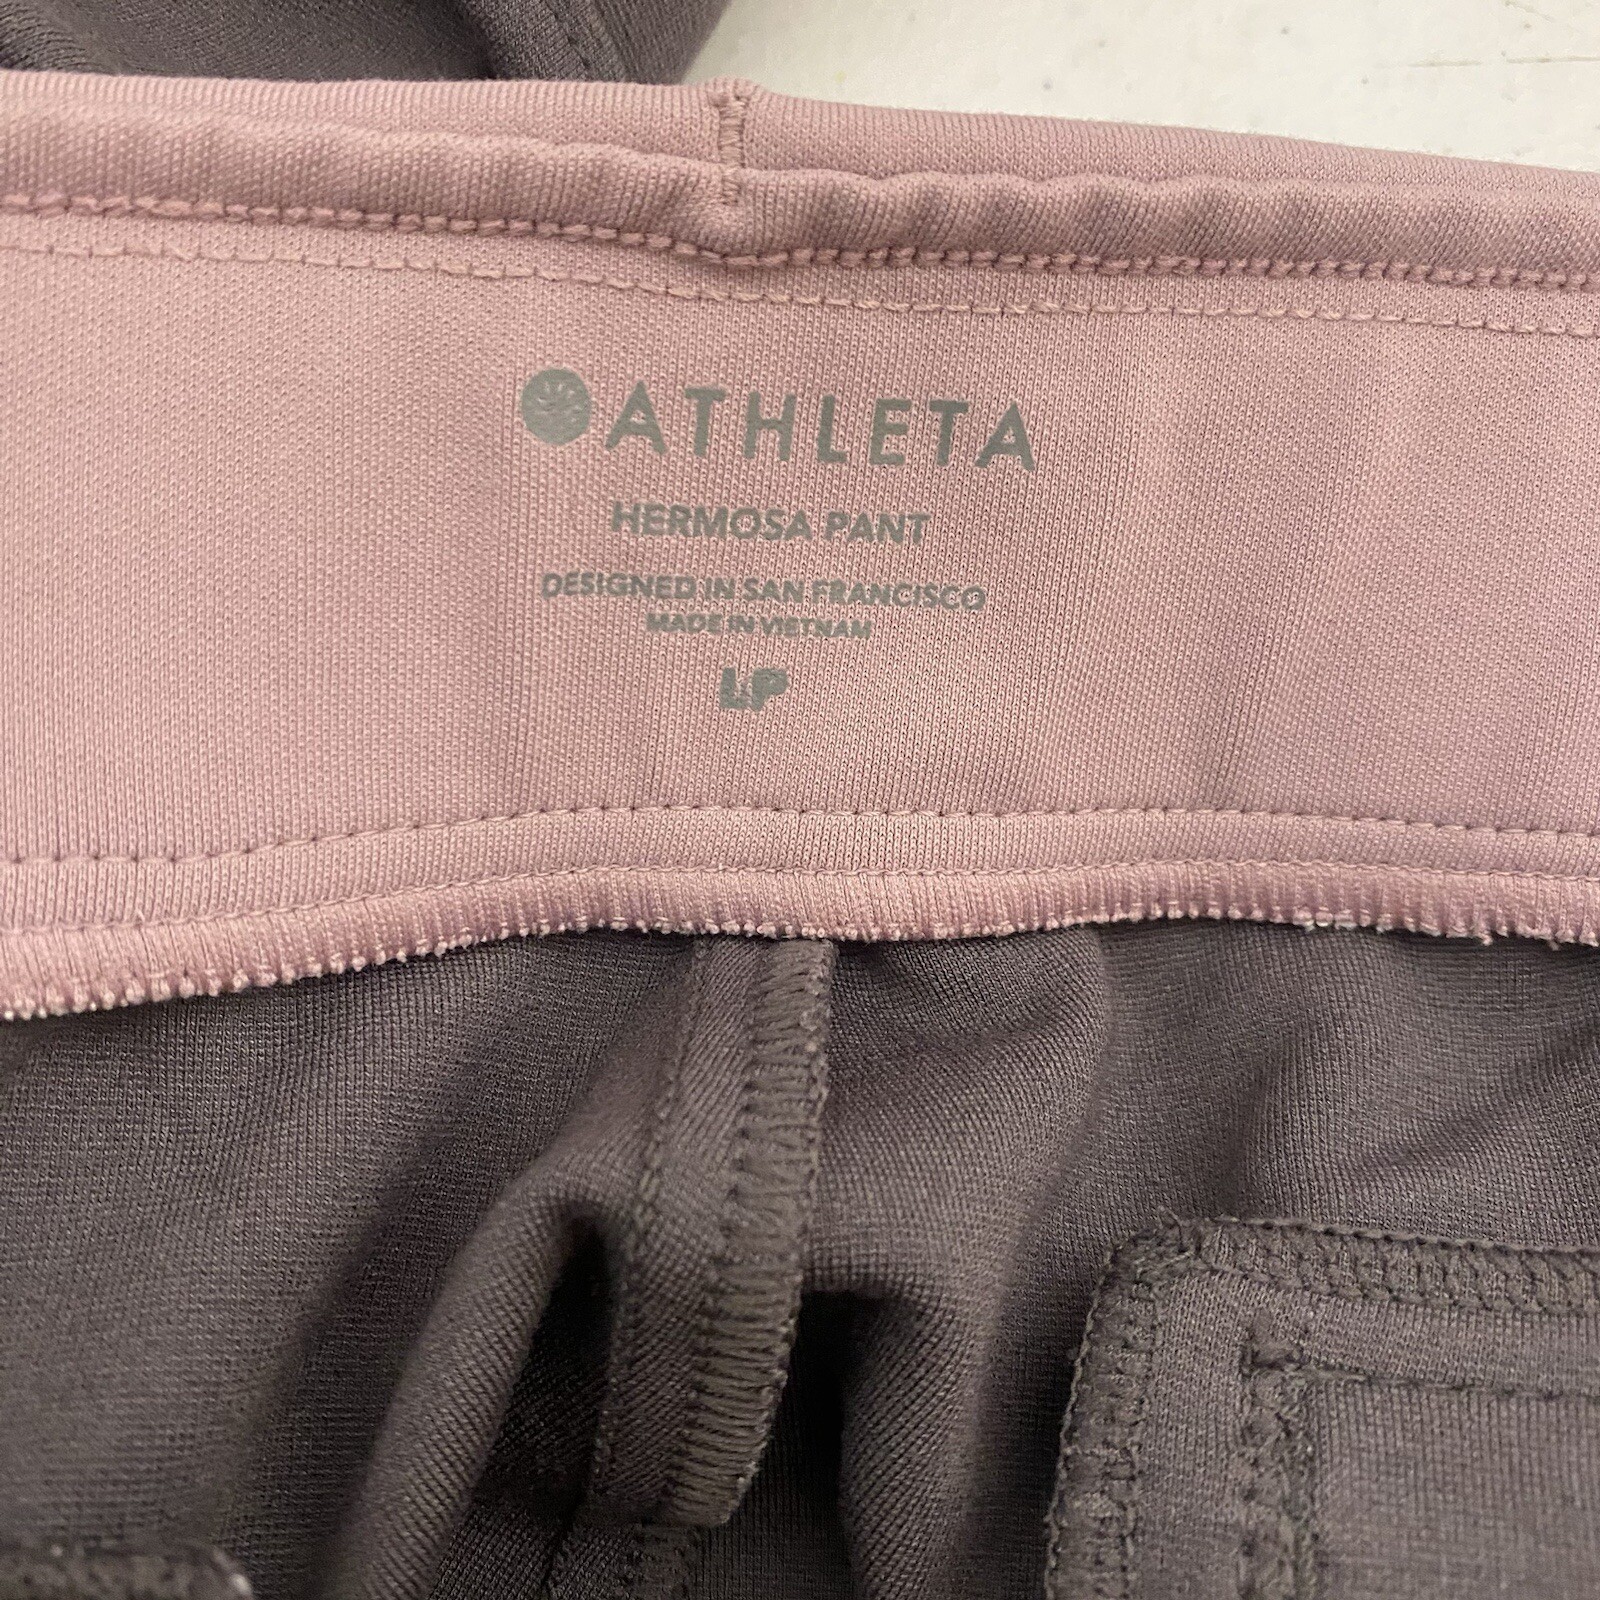 ATHLETA
HERMOSA PANT
DESIGNED IN SAN FRANCISCO
MADE IN VIETNAM
LP